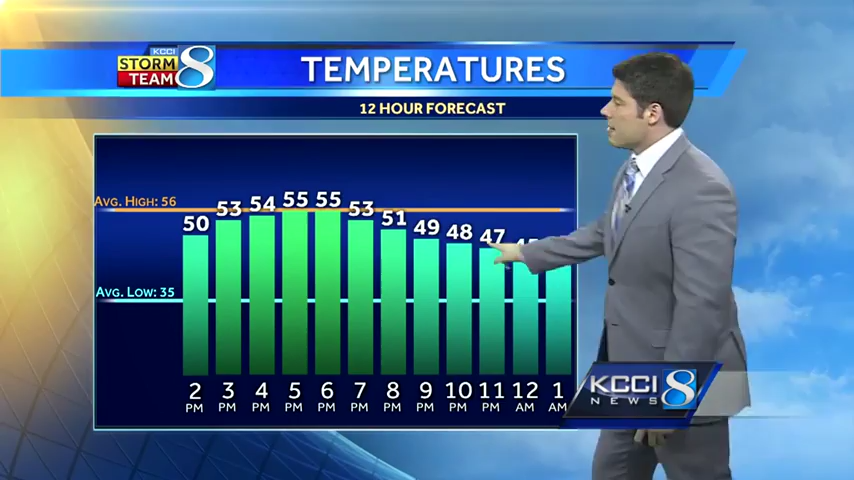 KCCI
STORM
TEAM 8
TEMPERATURES
12 HOUR FORECAST
AVG. HIGH: 56
50 53 54 55 55 53 51 49 48 47
AVG. LOW: 35
2 3 4 5 6 7 8 9 10 11 12 1
PM PM PM PM PM PM PM PM PM PM AM AM
KCCI 8
NEWS